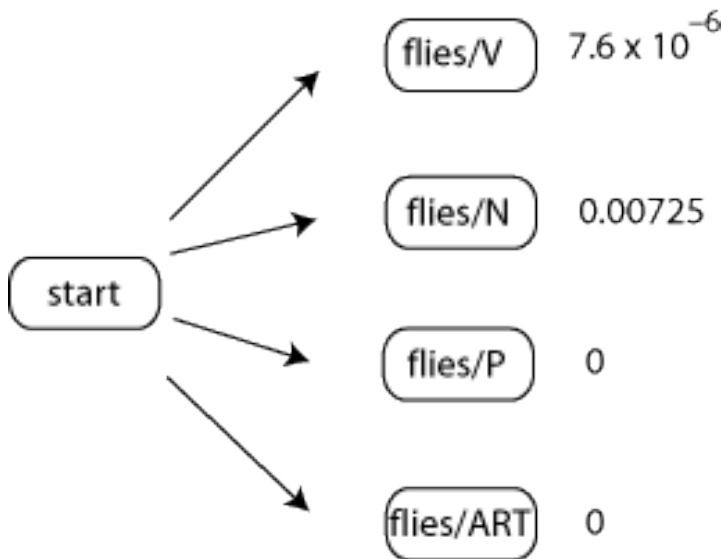 flies/V 7.6 x 10⁻⁶
flies/N 0.00725
start
flies/P 0
flies/ART 0